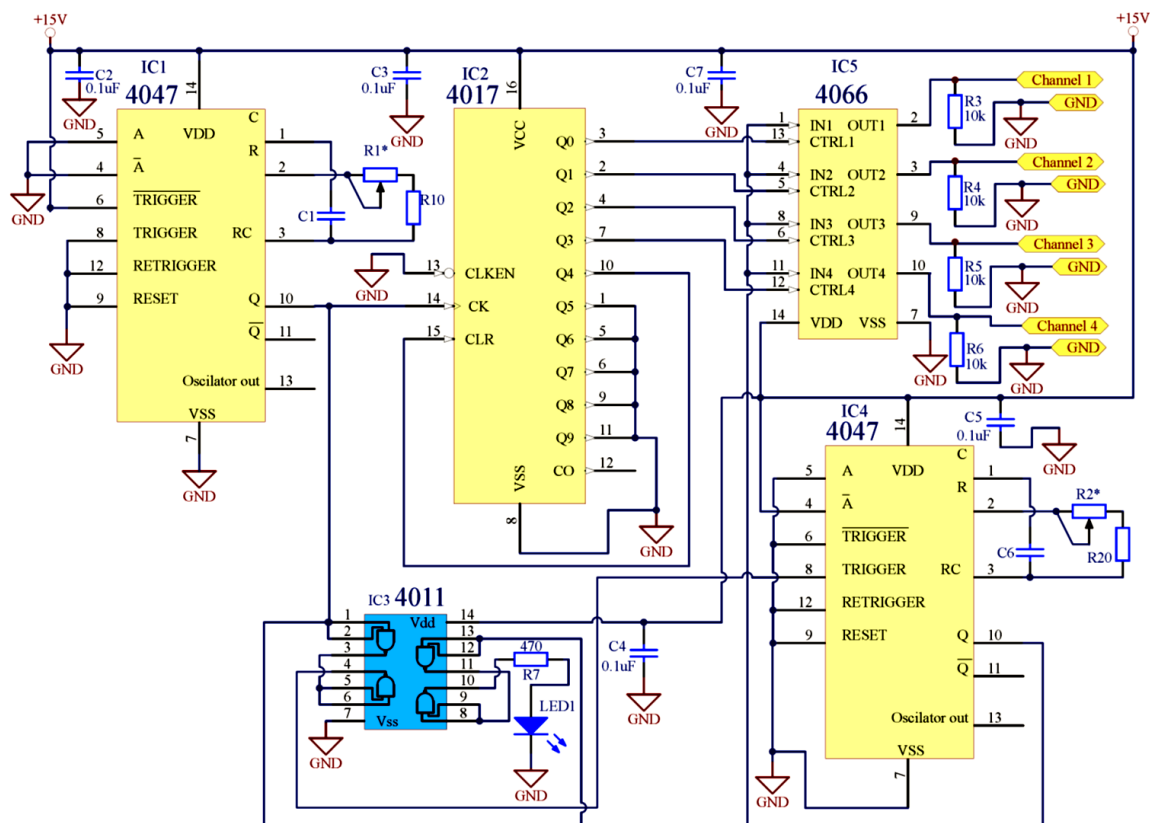 +15V
+15V
C2
0.1uF
GND
IC1
4047
14
C3
0.1uF
GND
IC2
4017
16
C7
0.1uF
GND
IC5
4066
5 A VDD C 1
R
4 A 2
6 TRIGGER
8 TRIGGER RC 3
12 RETRIGGER
9 RESET Q 10
Q 11
Oscilator out 13
VSS
7
GND
GND
GND
R1*
R10
C1
VCC
Q0 3
Q1 2
Q2 4
Q3 7
13 CLKEN Q4 10
GND
14 CK Q5 1
15 CLR Q6 5
Q7 6
Q8 9
Q9 11
CO 12
VSS
8
GND
1 IN1 OUT1 2
13 CTRL1
4 IN2 OUT2 3
5 CTRL2
8 IN3 OUT3 9
6 CTRL3
11 IN4 OUT4 10
12 CTRL4
14 VDD VSS 7
GND
Channel 1
R3
10k
GND
GND
Channel 2
R4
10k
GND
GND
Channel 3
R5
10k
GND
GND
Channel 4
R6
10k
GND
GND
IC4
4047
14
C5
0.1uF
GND
5 A VDD C 1
R
4 A 2
6 TRIGGER
8 TRIGGER RC 3
12 RETRIGGER
9 RESET Q 10
Q 11
Oscilator out 13
VSS
7
GND
R2*
R20
C6
IC3 4011
1 Vdd 14
2 13
3 12
4 11
5 10
6 9
7 Vss 8
GND
470
R7
LED1
GND
C4
0.1uF
GND